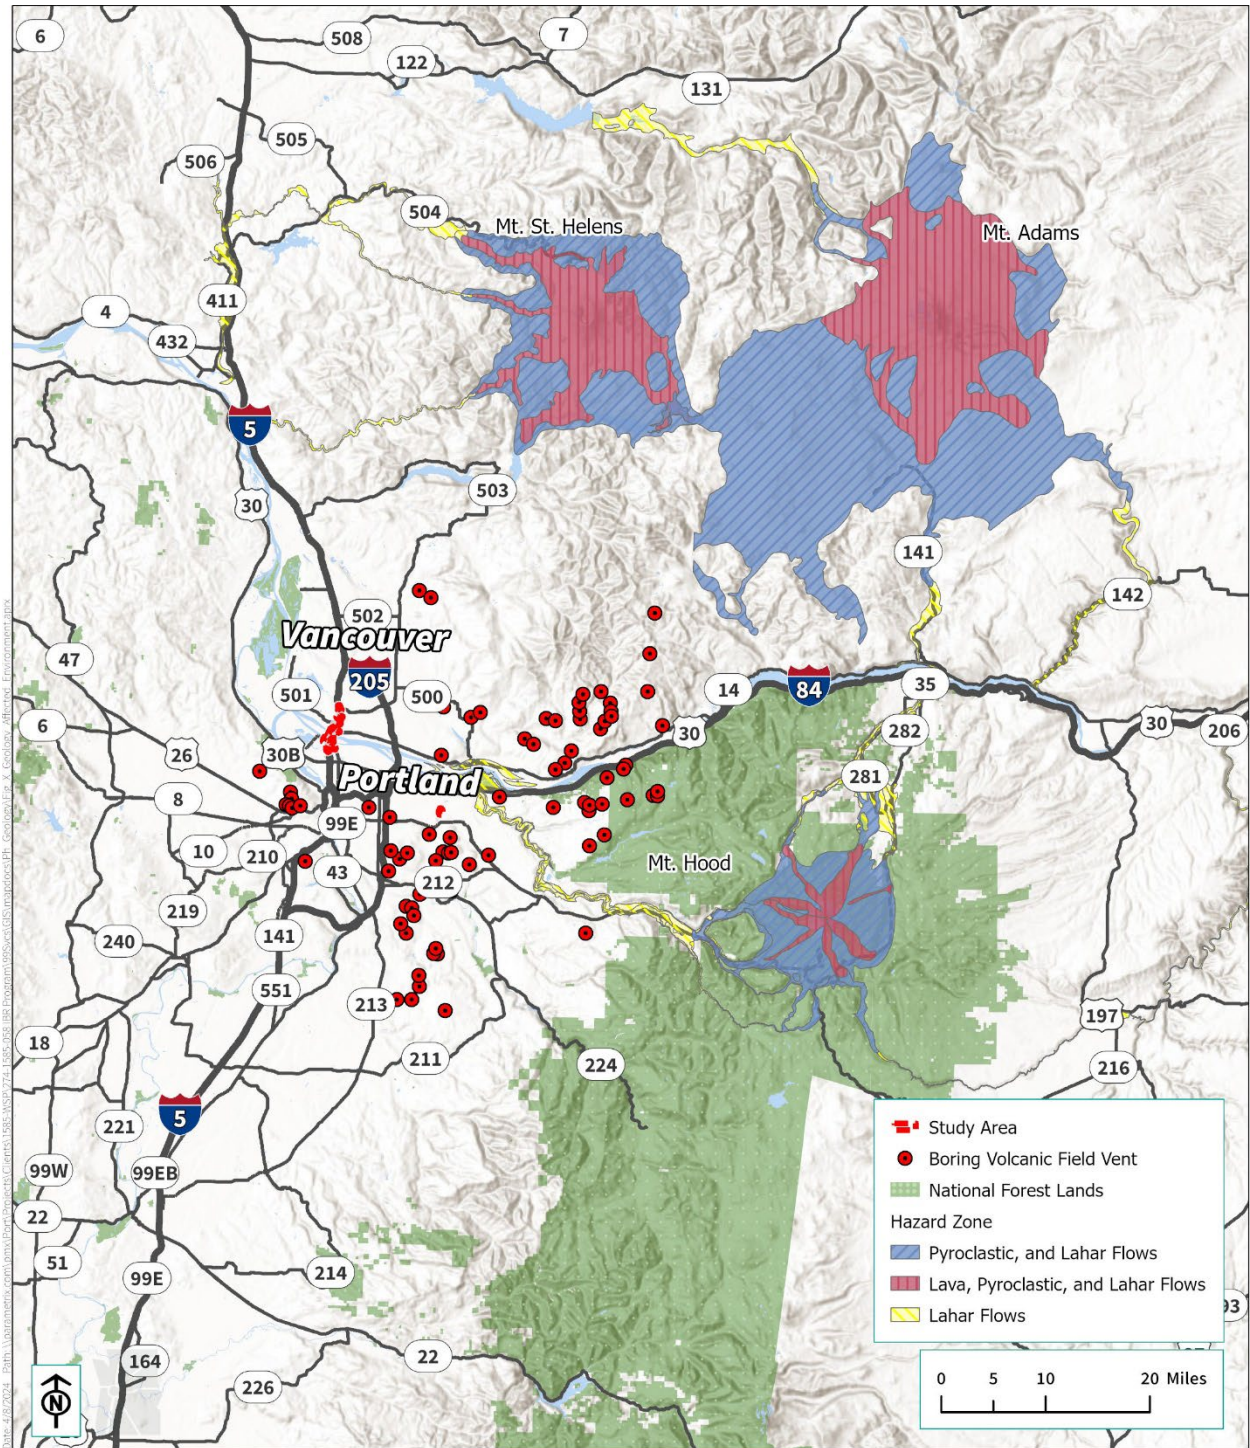 6
508
7
122
131
505
506
504
Mt. St. Helens
Mt. Adams
411
4
432
5
503
30
141
142
502
Vancouver
47
205
501
500
14
84
35
6
26
30B
30
282
30
206
Portland
281
8
99E
10
210
43
Mt. Hood
212
219
240
141
551
213
197
18
211
224
216
5
221
99W
99EB
22
51
99E
214
164
22
226
93
Study Area
Boring Volcanic Field Vent
National Forest Lands
Hazard Zone
Pyroclastic, and Lahar Flows
Lava, Pyroclastic, and Lahar Flows
Lahar Flows
0 5 10 20 Miles
N